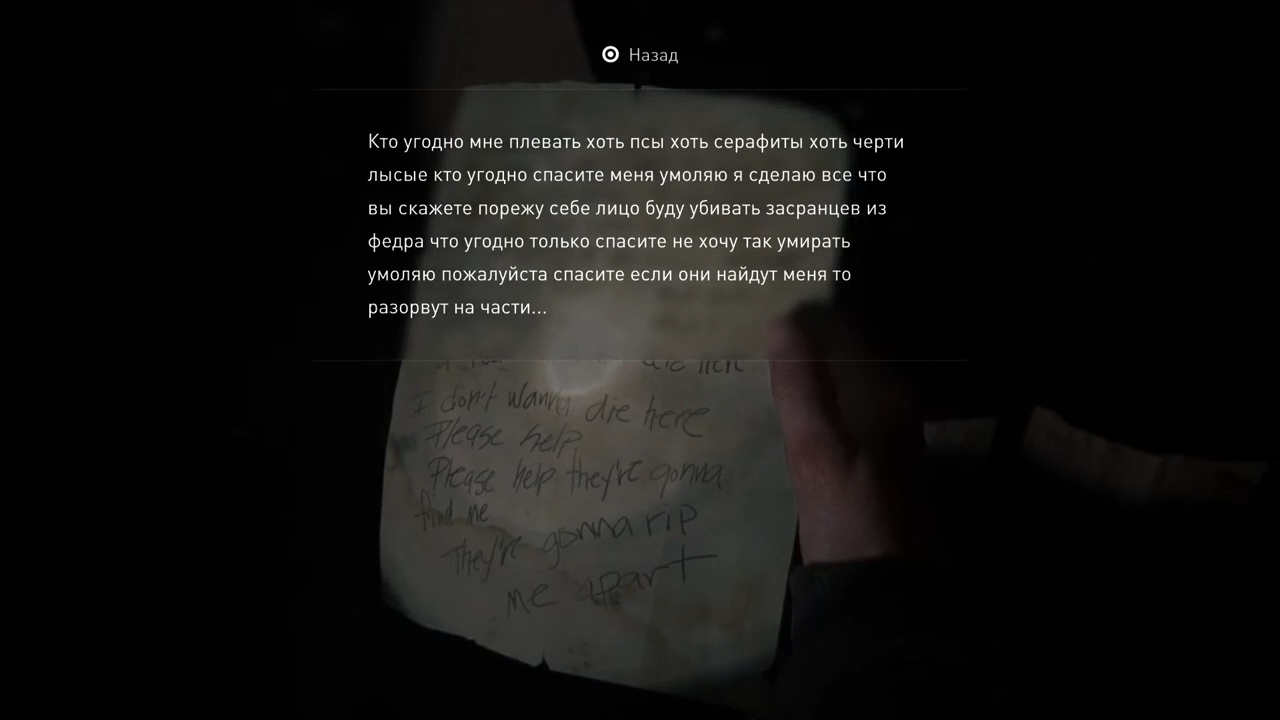 Назад
Кто угодно мне плевать хоть псы хоть серафиты хоть черти
лысые кто угодно спасите меня умоляю я сделаю все что
вы скажете порежу себе лицо буду убивать засранцев из
федра что угодно только спасите не хочу так умирать
умоляю пожалуйста спасите если они найдут меня то
разорвут на части...
die here
I don't wanna die here
Please help
Please help they're gonna
find me
They're gonna rip
me apart